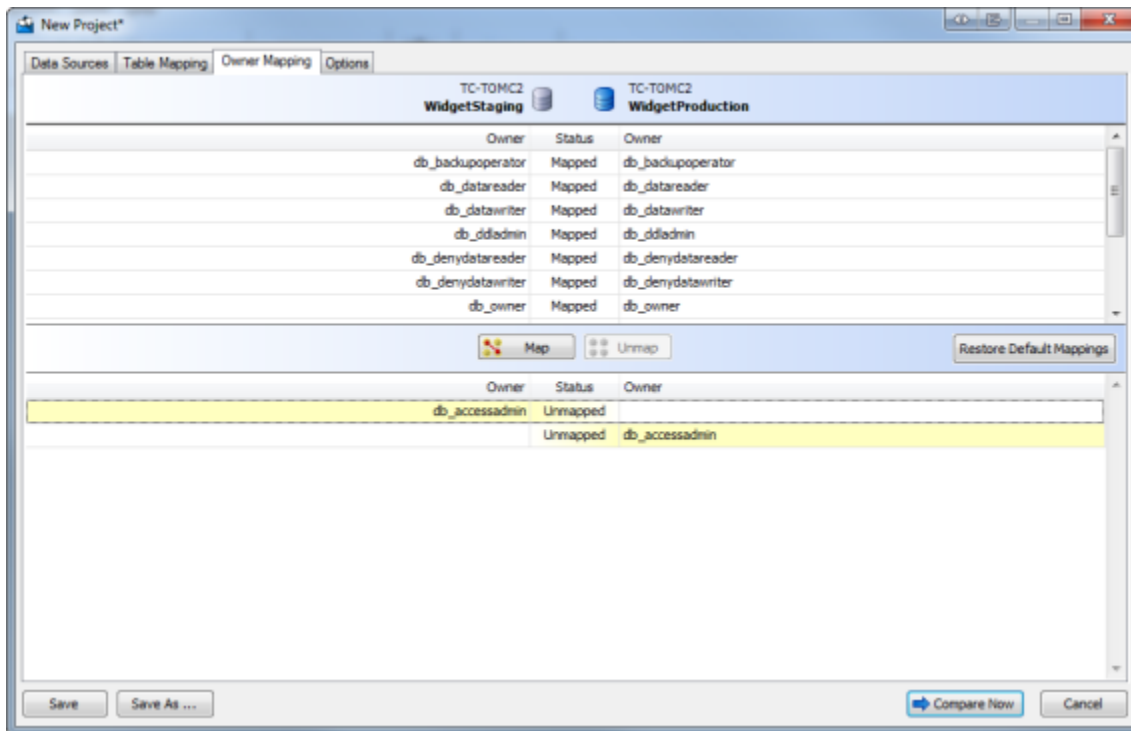 New Project*
Data Sources Table Mapping Owner Mapping Options
TC-TOMC2 TC-TOMC2
WidgetStaging WidgetProduction
Owner Status Owner
db_backupoperator Mapped db_backupoperator
db_datareader Mapped db_datareader
db_datawriter Mapped db_datawriter
db_ddladmin Mapped db_ddladmin
db_denydatareader Mapped db_denydatareader
db_denydatawriter Mapped db_denydatawriter
db_owner Mapped db_owner
Map Unmap Restore Default Mappings
Owner Status Owner
db_accessadmin Unmapped
Unmapped db_accessadmin
Save Save As ... Compare Now Cancel